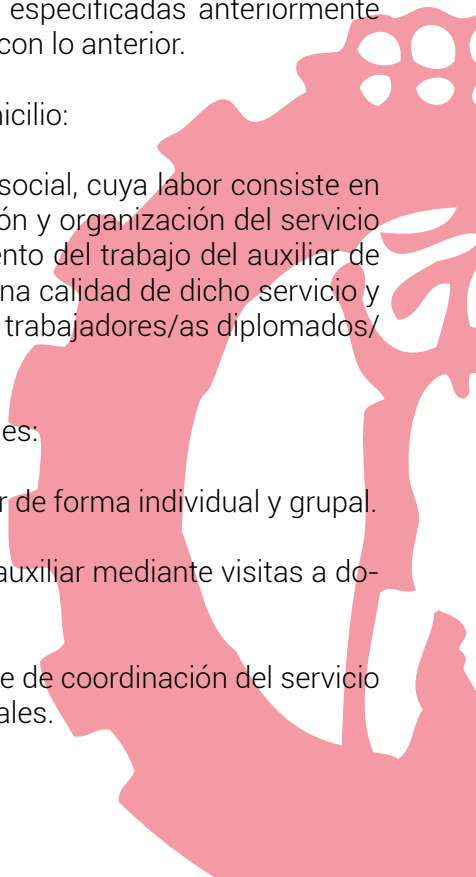 especificadas anteriormente
con lo anterior.
icilio:
social, cuya labor consiste en
ón y organización del servicio
nto del trabajo del auxiliar de
na calidad de dicho servicio y
trabajadores/as diplomados/
es:
r de forma individual y grupal.
auxiliar mediante visitas a do-
e de coordinación del servicio
ales.